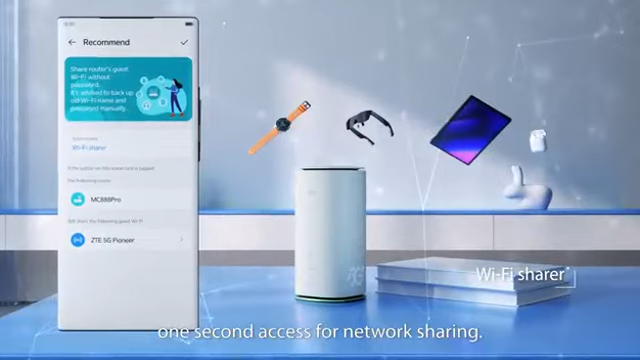 Recommend
Share router's guest
Wi-Fi without
password.
It's advised to back up
old Wi-Fi name and
password manually.
Wi-Fi sharer
MC888Pro
ZTE 5G Pioneer
5G
Wi-Fi sharer*
one second access for network sharing.